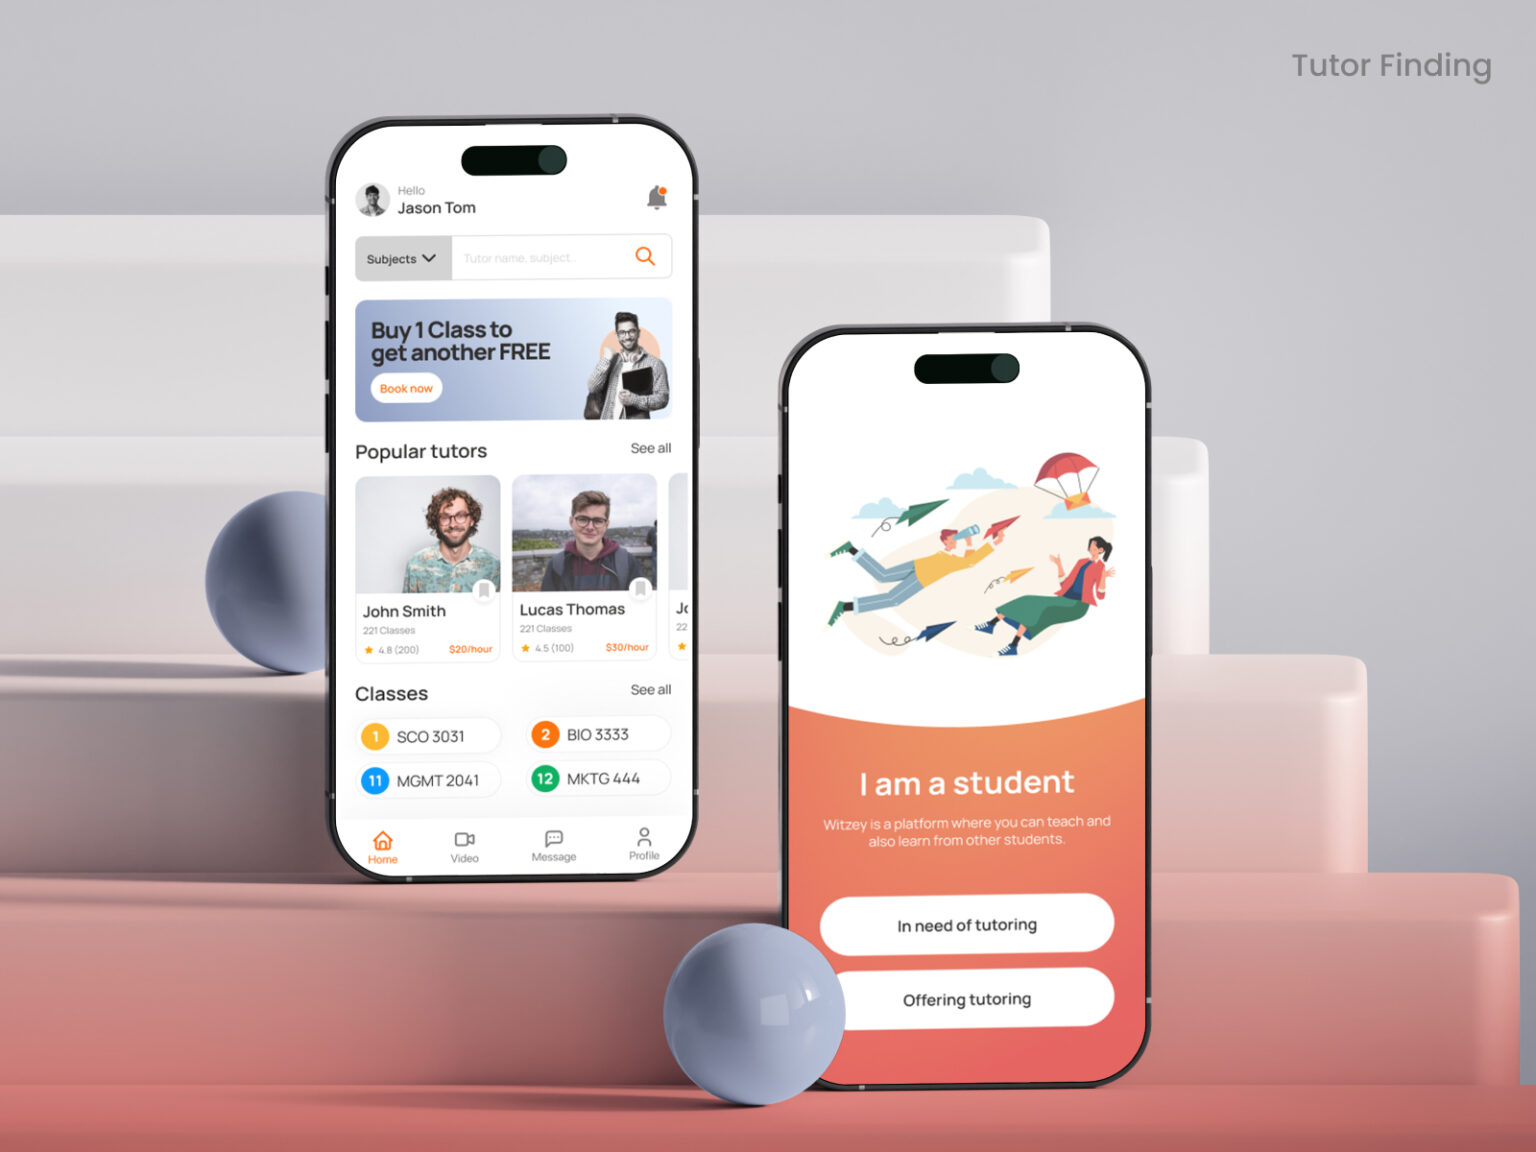 Tutor Finding
Hello
Jason Tom
Subjects
Tutor name, subject..
Buy 1 Class to
get another FREE
Book now
Popular tutors
See all
John Smith
221 Classes
4.8 (200)
$20/hour
Lucas Thomas
221 Classes
4.5 (100)
$30/hour
Jo
22
Classes
See all
1 SCO 3031
2 BIO 3333
11 MGMT 2041
12 MKTG 444
Home
Video
Message
Profile
I am a student
Witzey is a platform where you can teach and
also learn from other students.
In need of tutoring
Offering tutoring